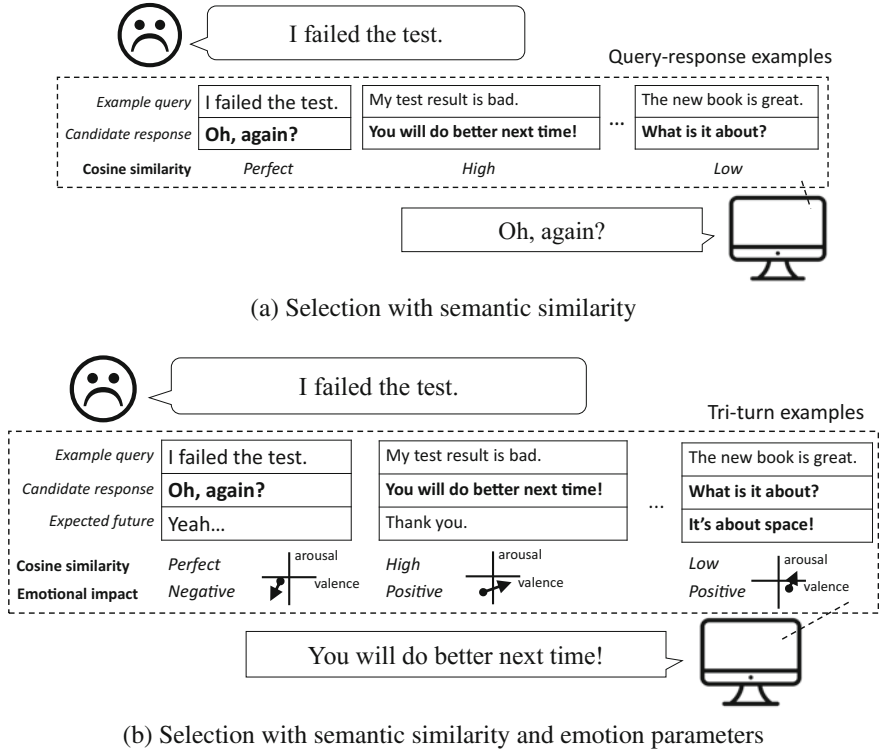 I failed the test.
Query-response examples
Example query I failed the test. My test result is bad. The new book is great.
Candidate response Oh, again? You will do better next time! ... What is it about?
Cosine similarity Perfect High Low
Oh, again?
(a) Selection with semantic similarity
I failed the test.
Tri-turn examples
Example query I failed the test. My test result is bad. The new book is great.
Candidate response Oh, again? You will do better next time! ... What is it about?
Expected future Yeah... Thank you. It's about space!
Cosine similarity Perfect arousal High arousal Low arousal
Emotional impact Negative valence Positive valence Positive valence
You will do better next time!
(b) Selection with semantic similarity and emotion parameters